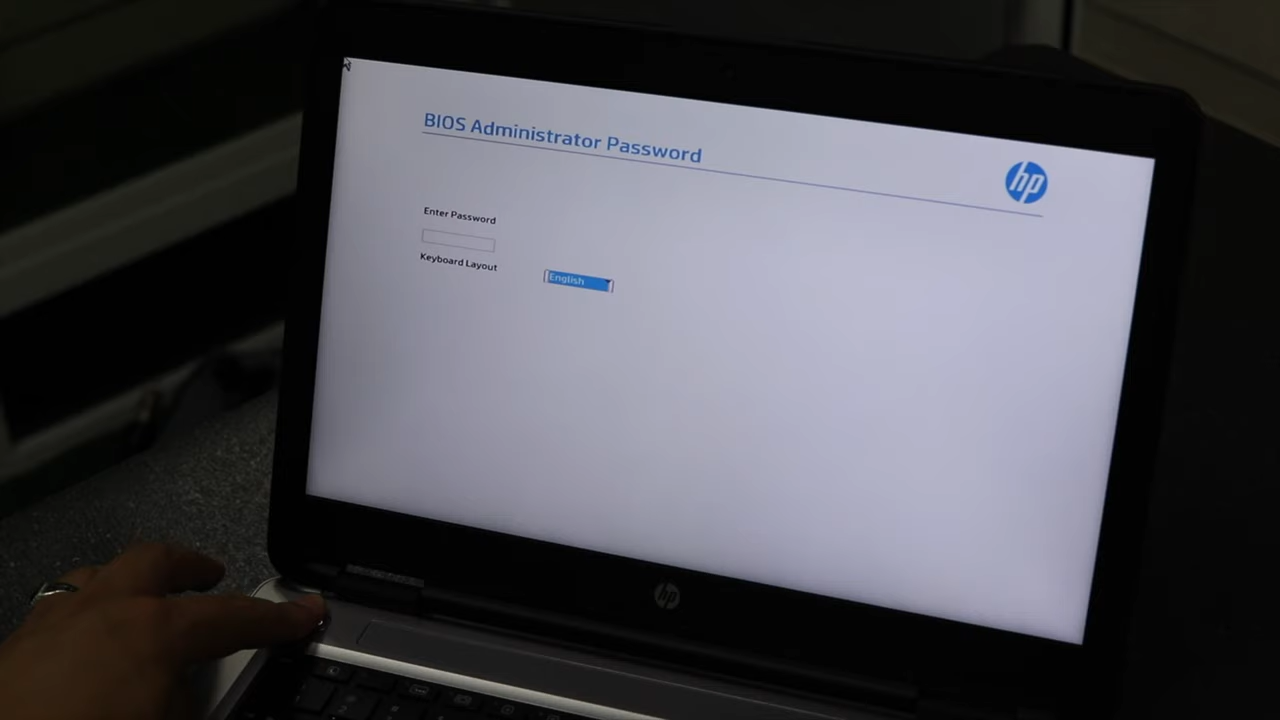 BIOS Administrator Password
hp
Enter Password
Keyboard Layout
English
hp